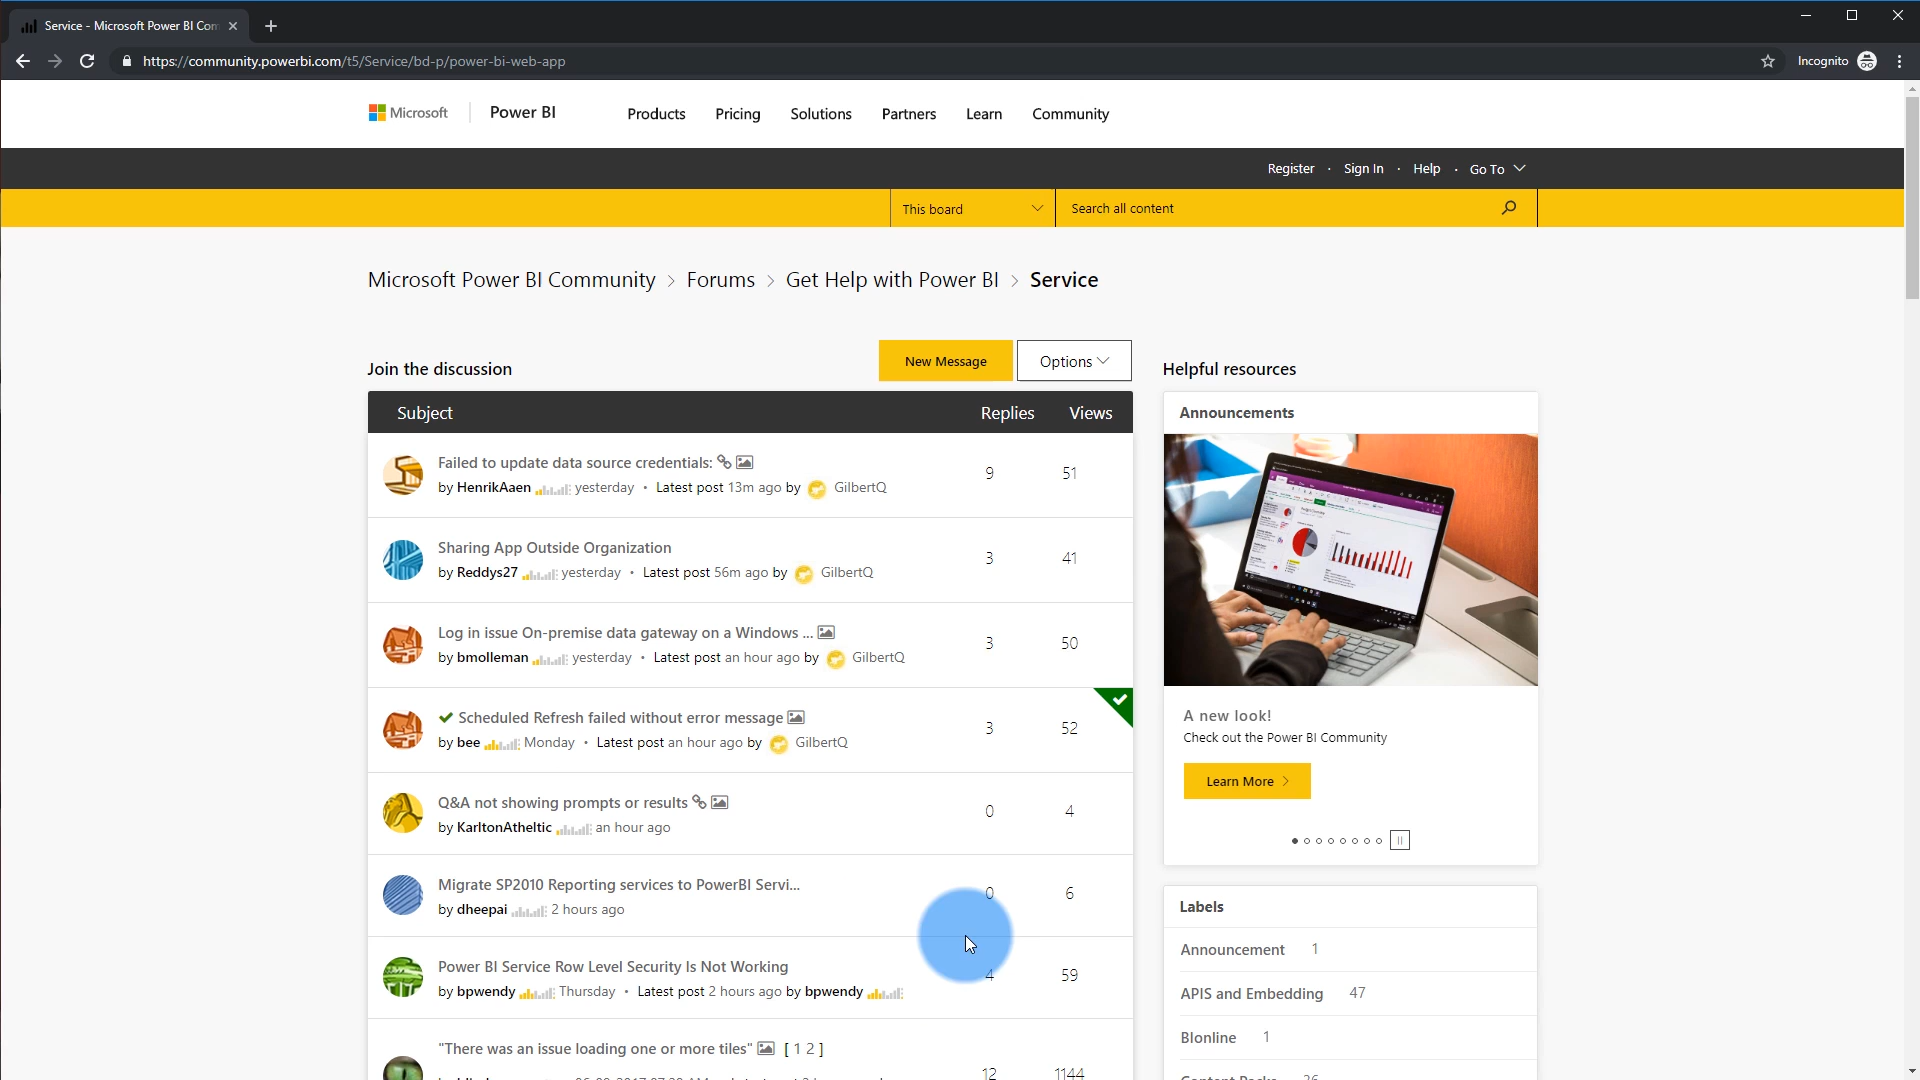 Service - Microsoft Power BI Com
https://community.powerbi.com/t5/Service/bd-p/power-bi-web-app
Incognito
Microsoft Power BI Products Pricing Solutions Partners Learn Community
Register · Sign In · Help · Go To
This board Search all content
Microsoft Power BI Community > Forums > Get Help with Power BI > Service
Join the discussion New Message Options Helpful resources
Subject Replies Views
Failed to update data source credentials: 9 51
by HenrikAaen yesterday • Latest post 13m ago by GilbertQ
Sharing App Outside Organization 3 41
by Reddys27 yesterday • Latest post 56m ago by GilbertQ
Log in issue On-premise data gateway on a Windows ... 3 50
by bmolleman yesterday • Latest post an hour ago by GilbertQ
Scheduled Refresh failed without error message 3 52
by bee Monday • Latest post an hour ago by GilbertQ
Q&A not showing prompts or results 0 4
by KarltonAtheltic an hour ago
Migrate SP2010 Reporting services to PowerBI Servi... 0 6
by dheepai 2 hours ago
Power BI Service Row Level Security Is Not Working 4 59
by bpwendy Thursday • Latest post 2 hours ago by bpwendy
"There was an issue loading one or more tiles" [ 1 2 ] 12 1144
Announcements
A new look!
Check out the Power BI Community
Learn More >
Labels
Announcement 1
APIS and Embedding 47
BIonline 1